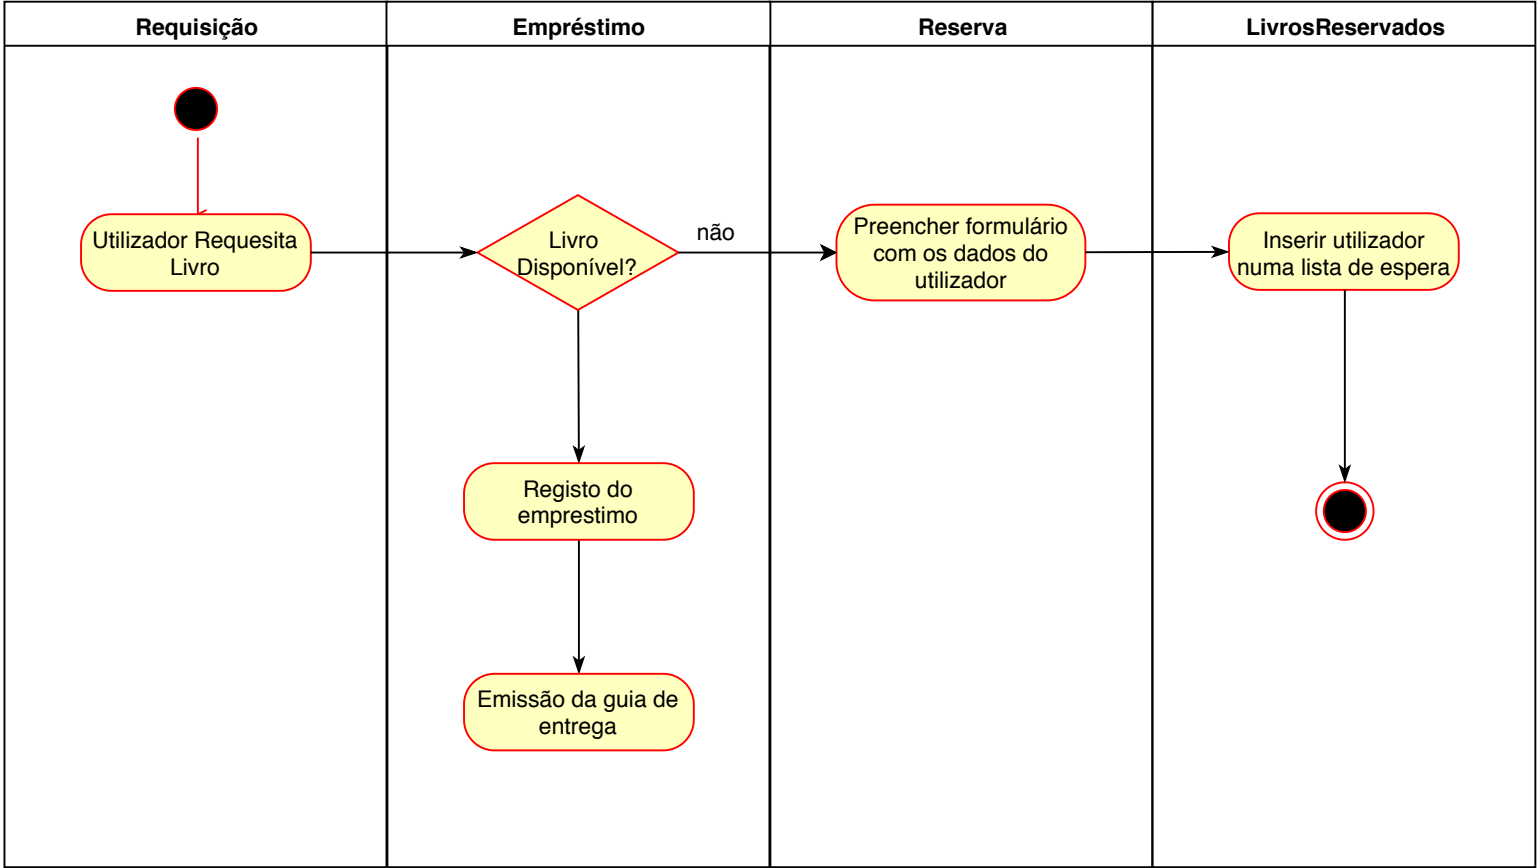 Requisição
Empréstimo
Reserva
LivrosReservados
Utilizador Requesita
Livro
Livro
Disponível?
não
Preencher formulário
com os dados do
utilizador
Inserir utilizador
numa lista de espera
Registo do
emprestimo
Emissão da guia de
entrega